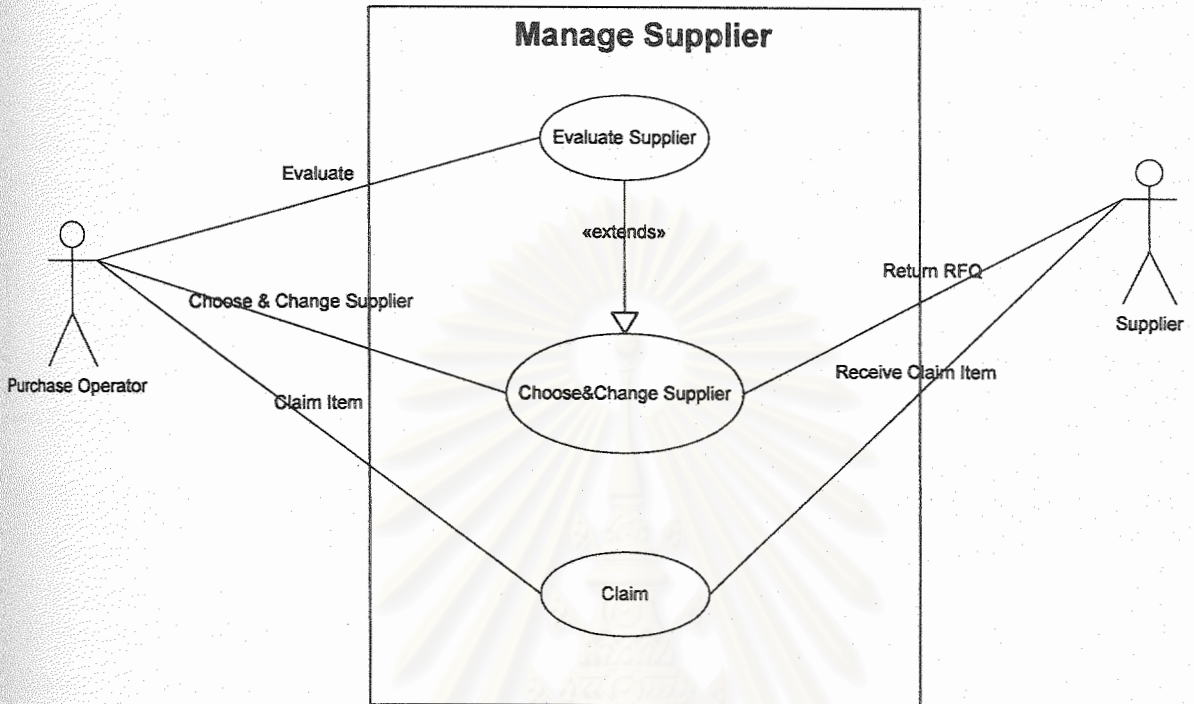 Manage Supplier
Evaluate Supplier
Evaluate
«extends»
Return RFQ
Choose & Change Supplier
Supplier
Receive Claim Item
Purchase Operator
Choose&Change Supplier
Claim Item
Claim